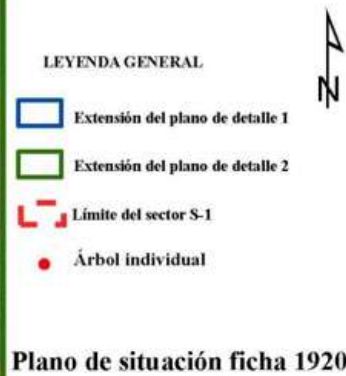 LEYENDA GENERAL
N
Extensión del plano de detalle 1
Extensión del plano de detalle 2
Límite del sector S-1
Árbol individual
Plano de situación ficha 1920